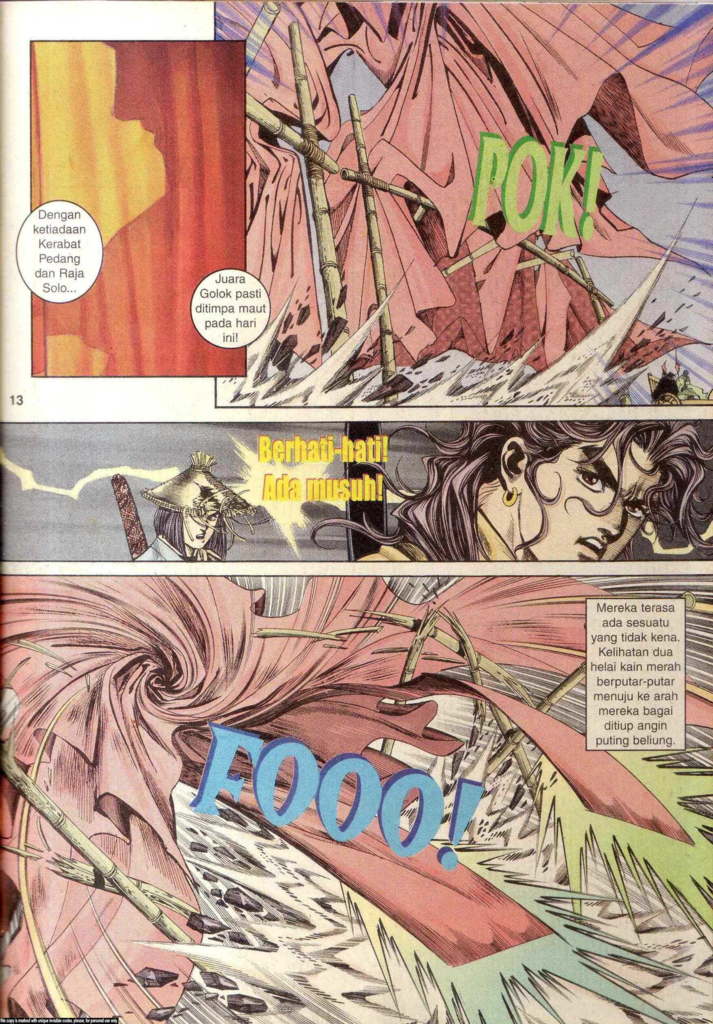 Dengan
ketiadaan
Kerabat
Pedang
dan Raja
Solo...
Juara
Golok pasti
ditimpa maut
pada hari
ini!
POK!
13
Berhati-hati!
Ada musuh!
Mereka terasa
ada sesuatu
yang tidak kena.
Kelihatan dua
helai kain merah
berputar-putar
menuju ke arah
mereka bagai
ditiup angin
puting beliung.
FOOO!